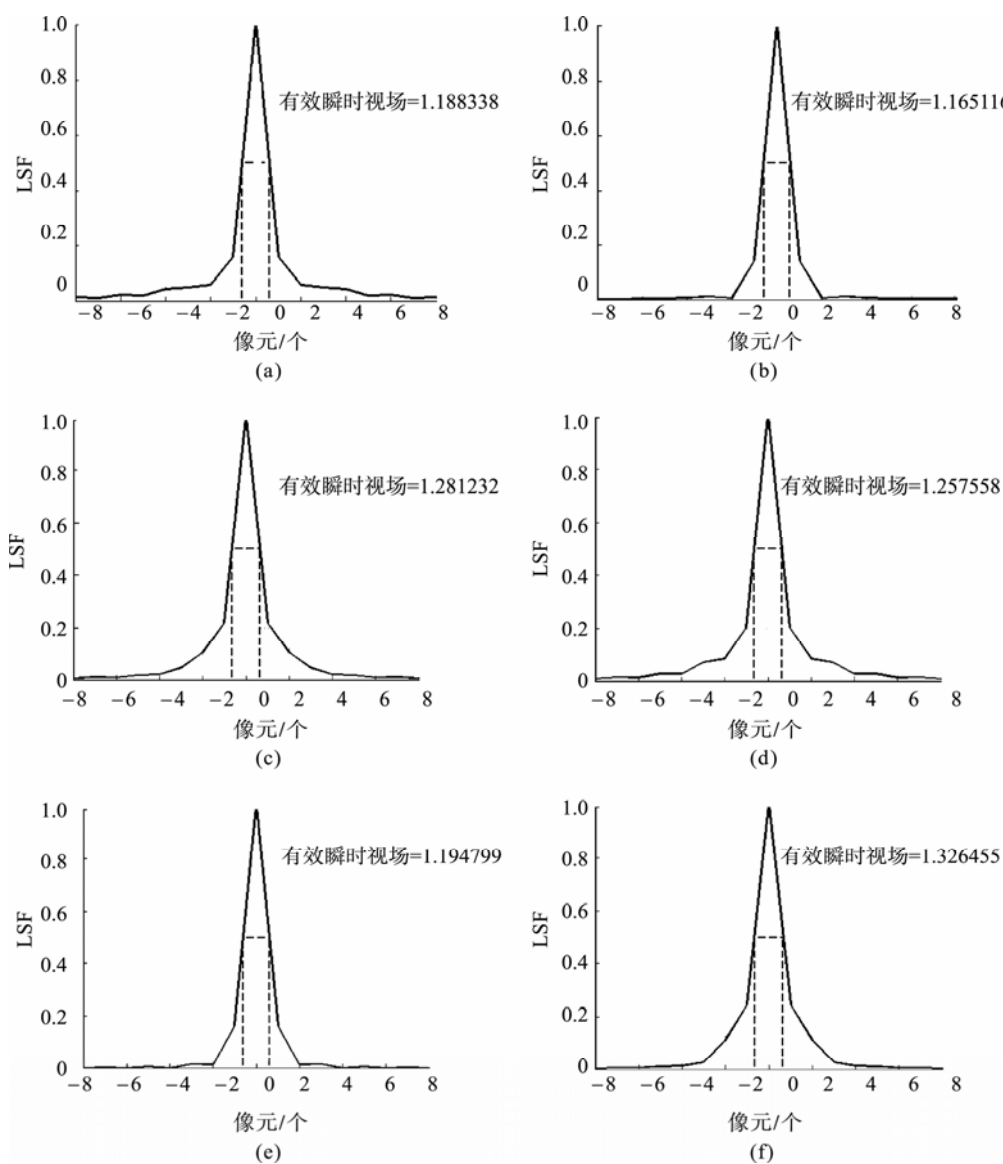 1.0
0.8
0.6
0.4
0.2
0
LSF
有效瞬时视场=1.188338
−8 −6 −4 −2 0 2 4 6 8
像元/个
(a)
1.0
0.8
0.6
0.4
0.2
0
LSF
有效瞬时视场=1.165116
−8 −6 −4 −2 0 2 4 6 8
像元/个
(b)
1.0
0.8
0.6
0.4
0.2
0
LSF
有效瞬时视场=1.281232
−8 −6 −4 −2 0 2 4 6 8
像元/个
(c)
1.0
0.8
0.6
0.4
0.2
0
LSF
有效瞬时视场=1.257558
−8 −6 −4 −2 0 2 4 6 8
像元/个
(d)
1.0
0.8
0.6
0.4
0.2
0
LSF
有效瞬时视场=1.194799
−8 −6 −4 −2 0 2 4 6 8
像元/个
(e)
1.0
0.8
0.6
0.4
0.2
0
LSF
有效瞬时视场=1.326455
−8 −6 −4 −2 0 2 4 6 8
像元/个
(f)